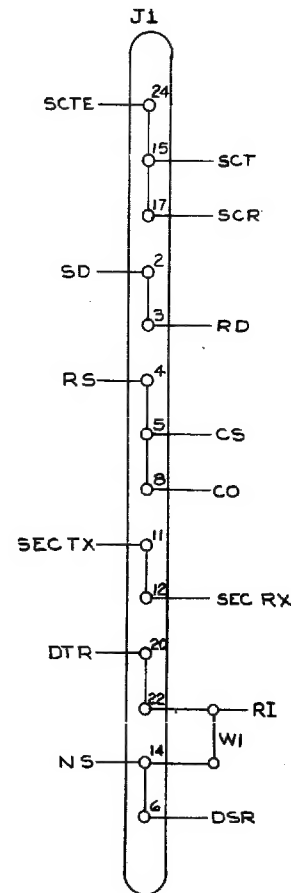 J1
24
SCTE
15
SCT
17
SCR
2
SD
3
RD
4
RS
5
CS
8
CO
11
SEC TX
12
SEC RX
20
DTR
22
RI
W1
14
NS
6
DSR